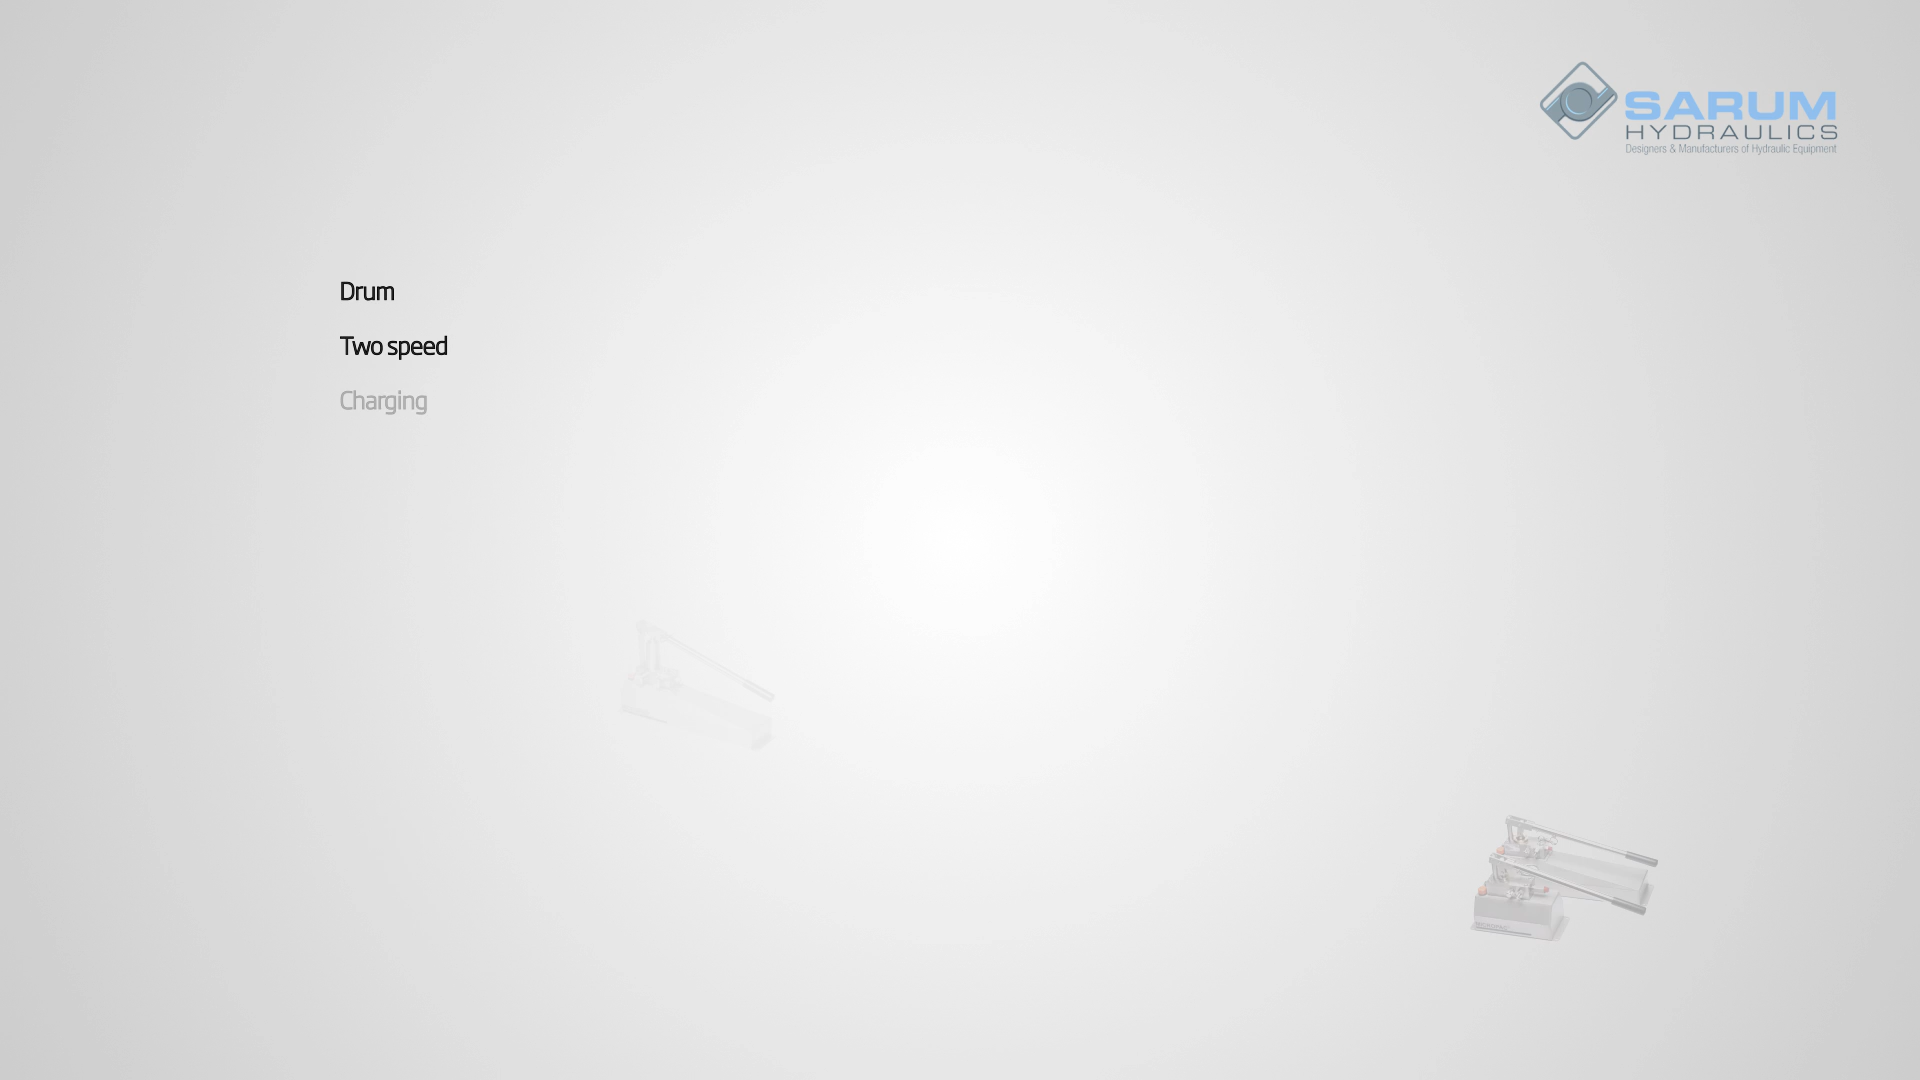 SARUM
HYDRAULICS
Designers & Manufacturers of Hydraulic Equipment
Drum
Two speed
Charging